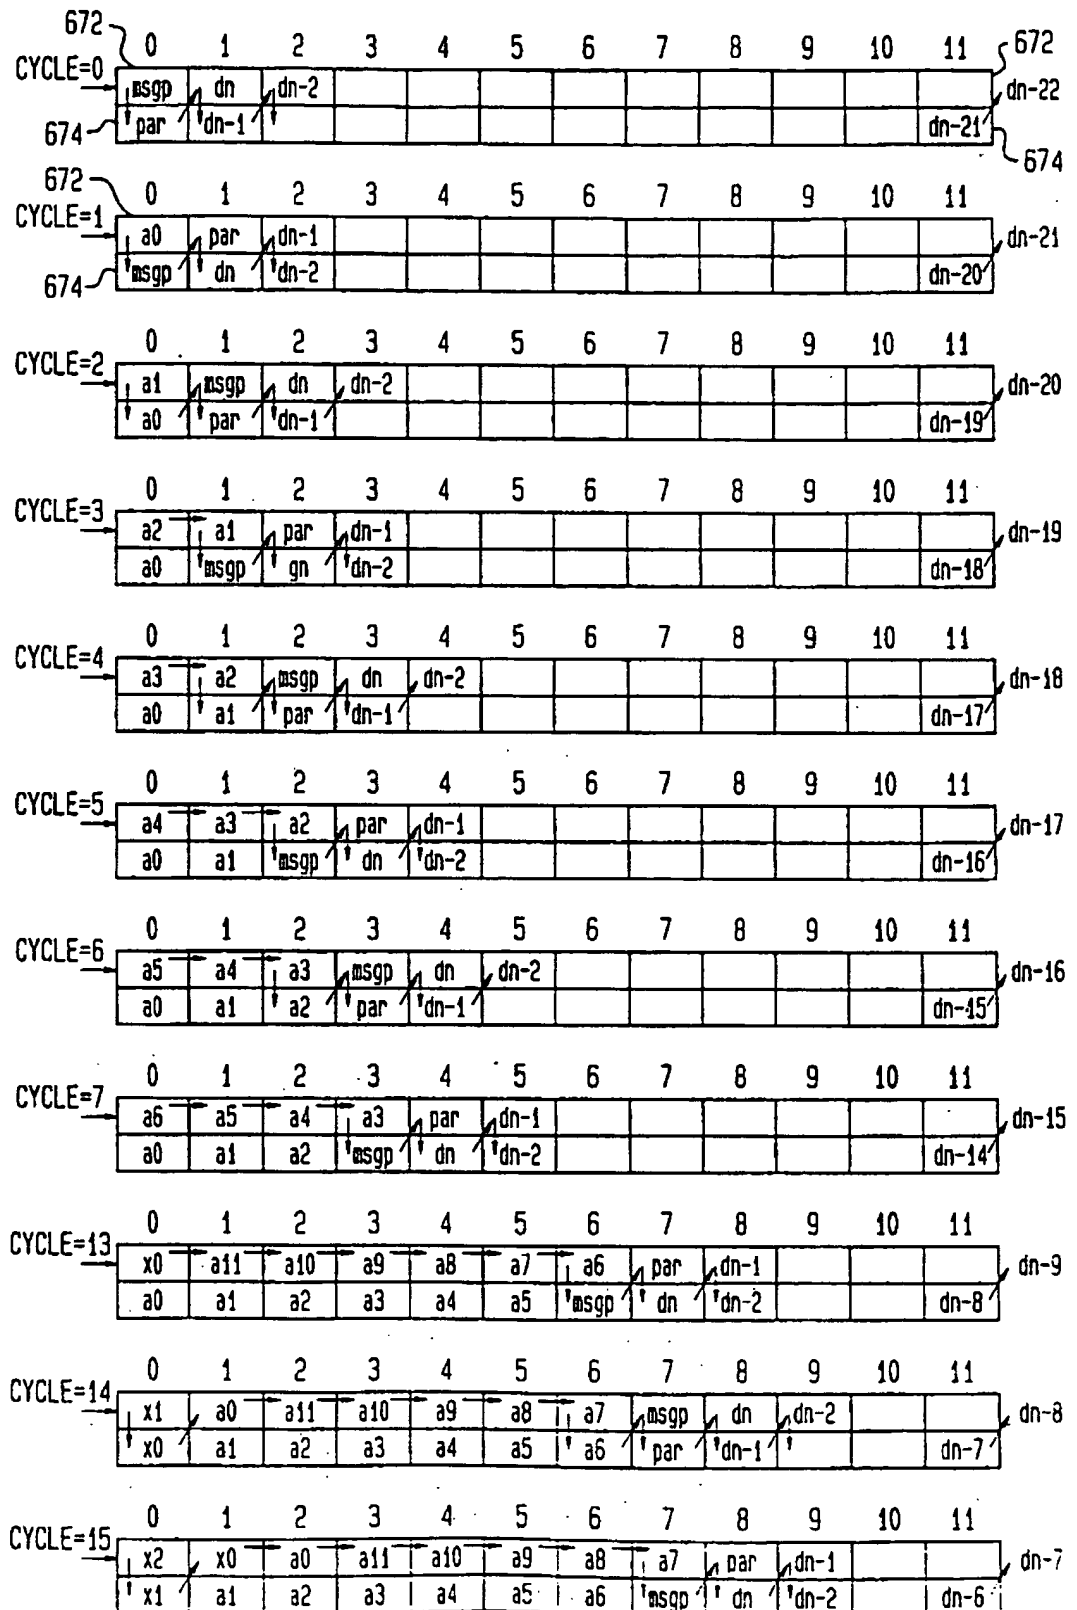 672 0 1 2 3 4 5 6 7 8 9 10 11 672
CYCLE=0 msgp dn dn-2 dn-22
674 par dn-1 dn-21 674
672 0 1 2 3 4 5 6 7 8 9 10 11
CYCLE=1 a0 par dn-1 dn-21
674 msgp dn dn-2 dn-20
0 1 2 3 4 5 6 7 8 9 10 11
CYCLE=2 a1 msgp dn dn-2 dn-20
a0 par dn-1 dn-19
0 1 2 3 4 5 6 7 8 9 10 11
CYCLE=3 a2 a1 par dn-1 dn-19
a0 msgp gn dn-2 dn-18
0 1 2 3 4 5 6 7 8 9 10 11
CYCLE=4 a3 a2 msgp dn dn-2 dn-18
a0 a1 par dn-1 dn-17
0 1 2 3 4 5 6 7 8 9 10 11
CYCLE=5 a4 a3 a2 par dn-1 dn-17
a0 a1 msgp dn dn-2 dn-16
0 1 2 3 4 5 6 7 8 9 10 11
CYCLE=6 a5 a4 a3 msgp dn dn-2 dn-16
a0 a1 a2 par dn-1 dn-15
0 1 2 3 4 5 6 7 8 9 10 11
CYCLE=7 a6 a5 a4 a3 par dn-1 dn-15
a0 a1 a2 msgp dn dn-2 dn-14
0 1 2 3 4 5 6 7 8 9 10 11
CYCLE=13 x0 a11 a10 a9 a8 a7 a6 par dn-1 dn-9
a0 a1 a2 a3 a4 a5 msgp dn dn-2 dn-8
0 1 2 3 4 5 6 7 8 9 10 11
CYCLE=14 x1 a0 a11 a10 a9 a8 a7 msgp dn dn-2 dn-8
x0 a1 a2 a3 a4 a5 a6 par dn-1 dn-7
0 1 2 3 4 5 6 7 8 9 10 11
CYCLE=15 x2 x0 a0 a11 a10 a9 a8 a7 par dn-1 dn-7
x1 a1 a2 a3 a4 a5 a6 msgp dn dn-2 dn-6